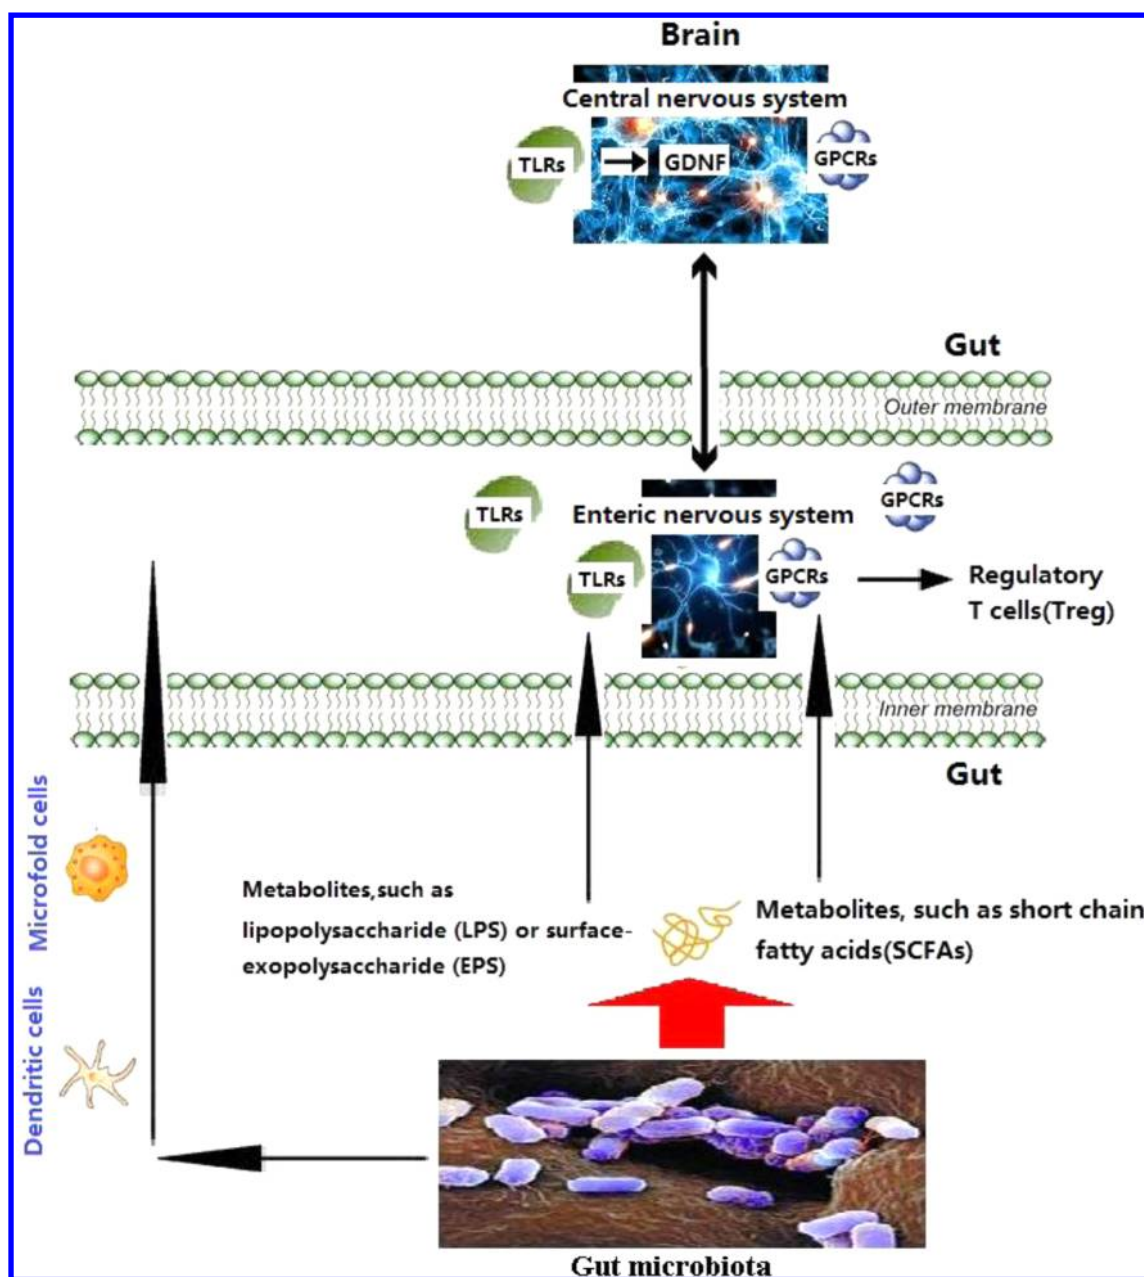 Brain
Central nervous system
TLRs
GDNF
GPCRs
Gut
Outer membrane
TLRs
GPCRs
Enteric nervous system
TLRs
GPCRs
Regulatory
T cells(Treg)
Inner membrane
Gut
Microfold cells
Dendritic cells
Metabolites,such as
lipopolysaccharide (LPS) or surface-
exopolysaccharide (EPS)
Metabolites, such as short chain
fatty acids(SCFAs)
Gut microbiota